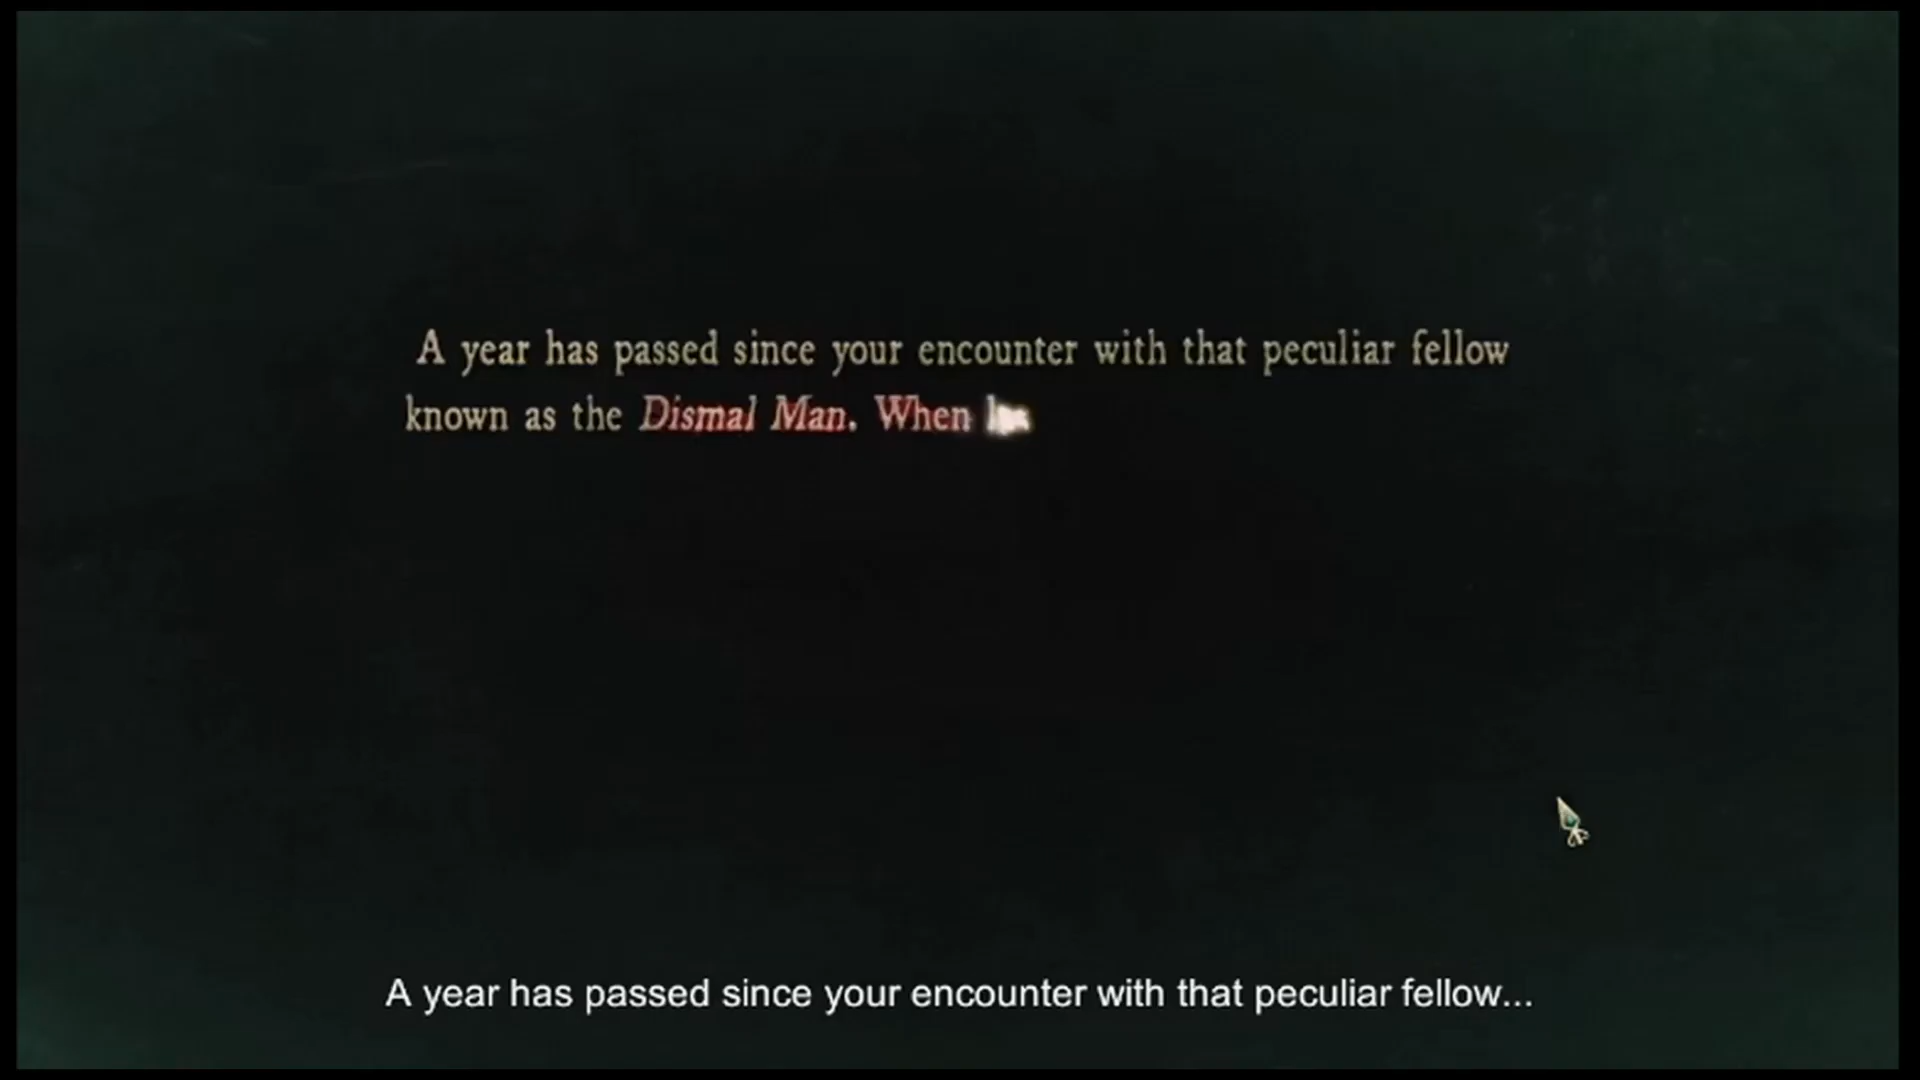 A year has passed since your encounter with that peculiar fellow
known as the Dismal Man. When
A year has passed since your encounter with that peculiar fellow...